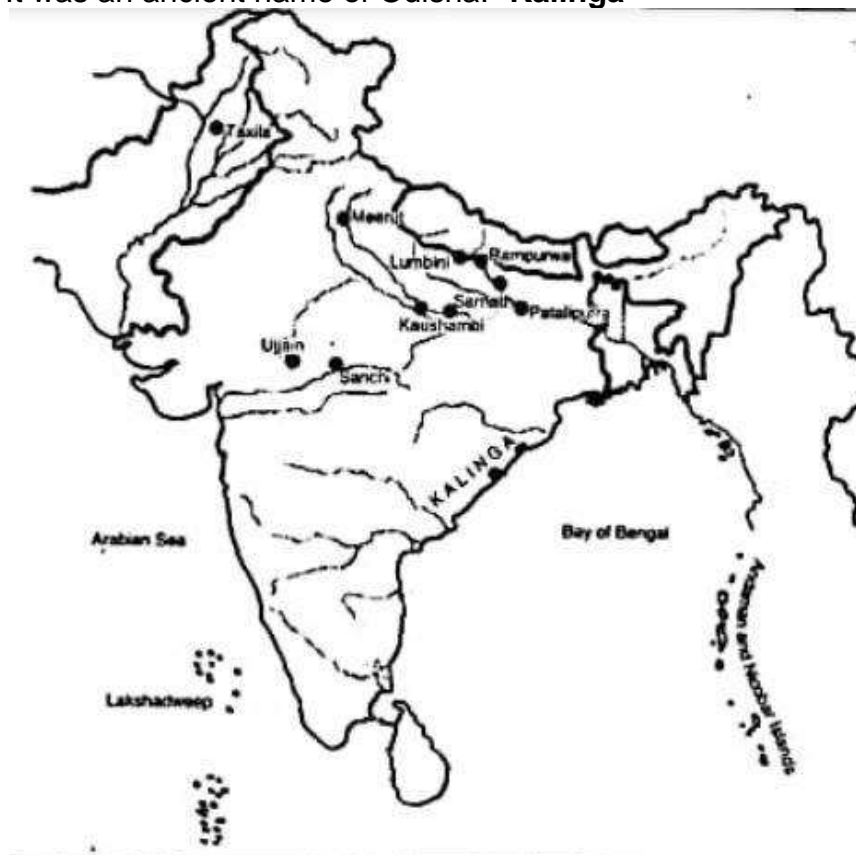 It was an ancient name of Odisha? Kalinga
Taxila
Meerut
Lumbini
Rampurwa
Sarnath
Kaushambi
Pataliputra
Ujjain
Sanchi
KALINGA
Arabian Sea
Bay of Bengal
Andaman and Nicobar Islands
Lakshadweep